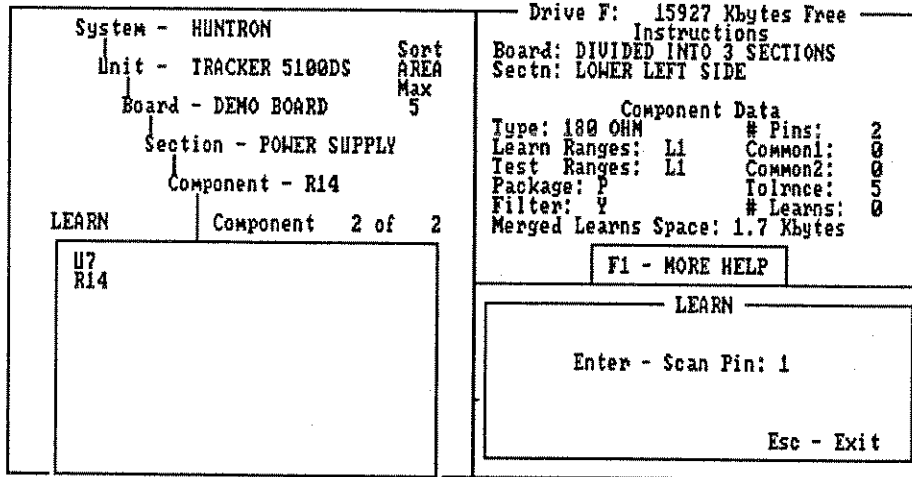 System - HUNTRON
Unit - TRACKER 5100DS
Sort
AREA
Max
5
Board - DEMO BOARD
Section - POWER SUPPLY
Component - R14
LEARN Component 2 of 2
U7
R14
Drive F: 15927 Kbytes Free
Instructions
Board: DIVIDED INTO 3 SECTIONS
Sectn: LOWER LEFT SIDE
Component Data
Type: 180 OHM # Pins: 2
Learn Ranges: L1 Common1: 0
Test Ranges: L1 Common2: 0
Package: P Tolrnce: 5
Filter: Y # Learns: 0
Merged Learns Space: 1.7 Kbytes
F1 - MORE HELP
LEARN
Enter - Scan Pin: 1
Esc - Exit